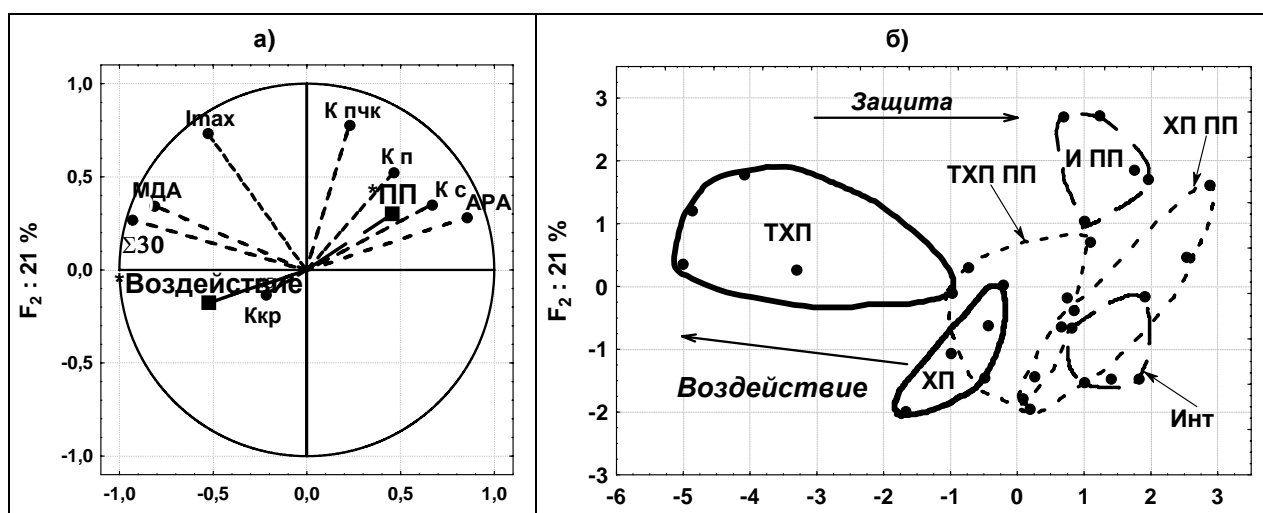 а)
1,0
0,5
0,0
-0,5
-1,0
F2 : 21 %
Imax
К пчк
К п
*ПП
К с
АРА
МДА
Σ30
*Воздействие
Ккр
-1,0 -0,5 0,0 0,5 1,0
б)
3
2
1
0
-1
-2
-3
F2 : 21 %
Защита
ХП ПП
И ПП
ТХП ПП
ТХП
Воздействие
ХП
Инт
-6 -5 -4 -3 -2 -1 0 1 2 3